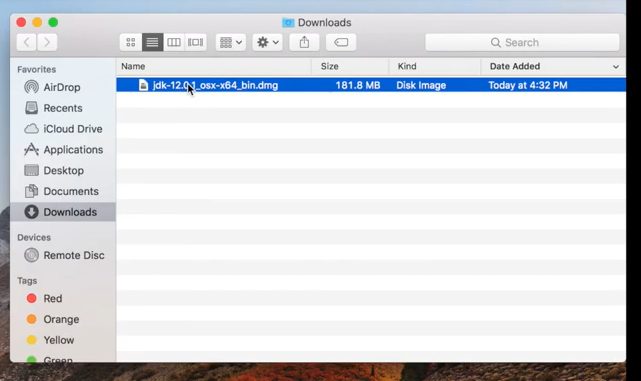 Downloads
Search
Favorites
AirDrop
Recents
iCloud Drive
Applications
Desktop
Documents
Downloads
Devices
Remote Disc
Tags
Red
Orange
Yellow
Green
Name Size Kind Date Added
jdk-12.0.1_osx-x64_bin.dmg 181.8 MB Disk Image Today at 4:32 PM